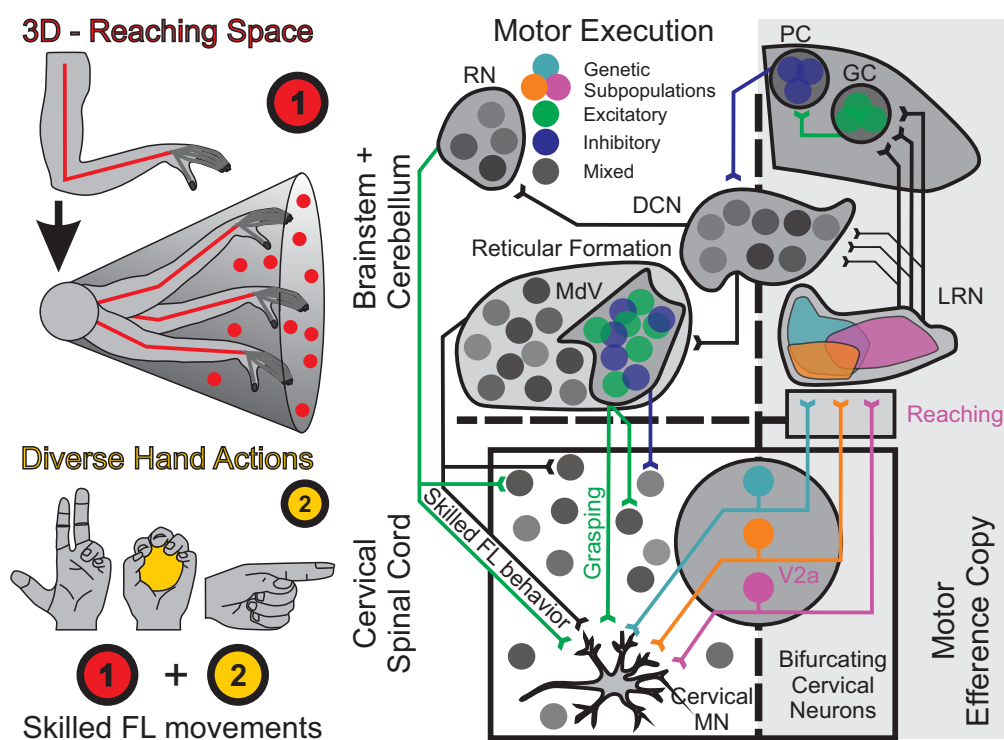 3D - Reaching Space
1
Diverse Hand Actions
2
1 + 2
Skilled FL movements
Motor Execution
Genetic
Subpopulations
Excitatory
Inhibitory
Mixed
RN
PC
GC
DCN
Reticular Formation
MdV
LRN
Brainstem +
Cerebellum
Reaching
Cervical
Spinal Cord
Skilled FL behavior
Grasping
V2a
Cervical
MN
Bifurcating
Cervical
Neurons
Motor
Efference Copy